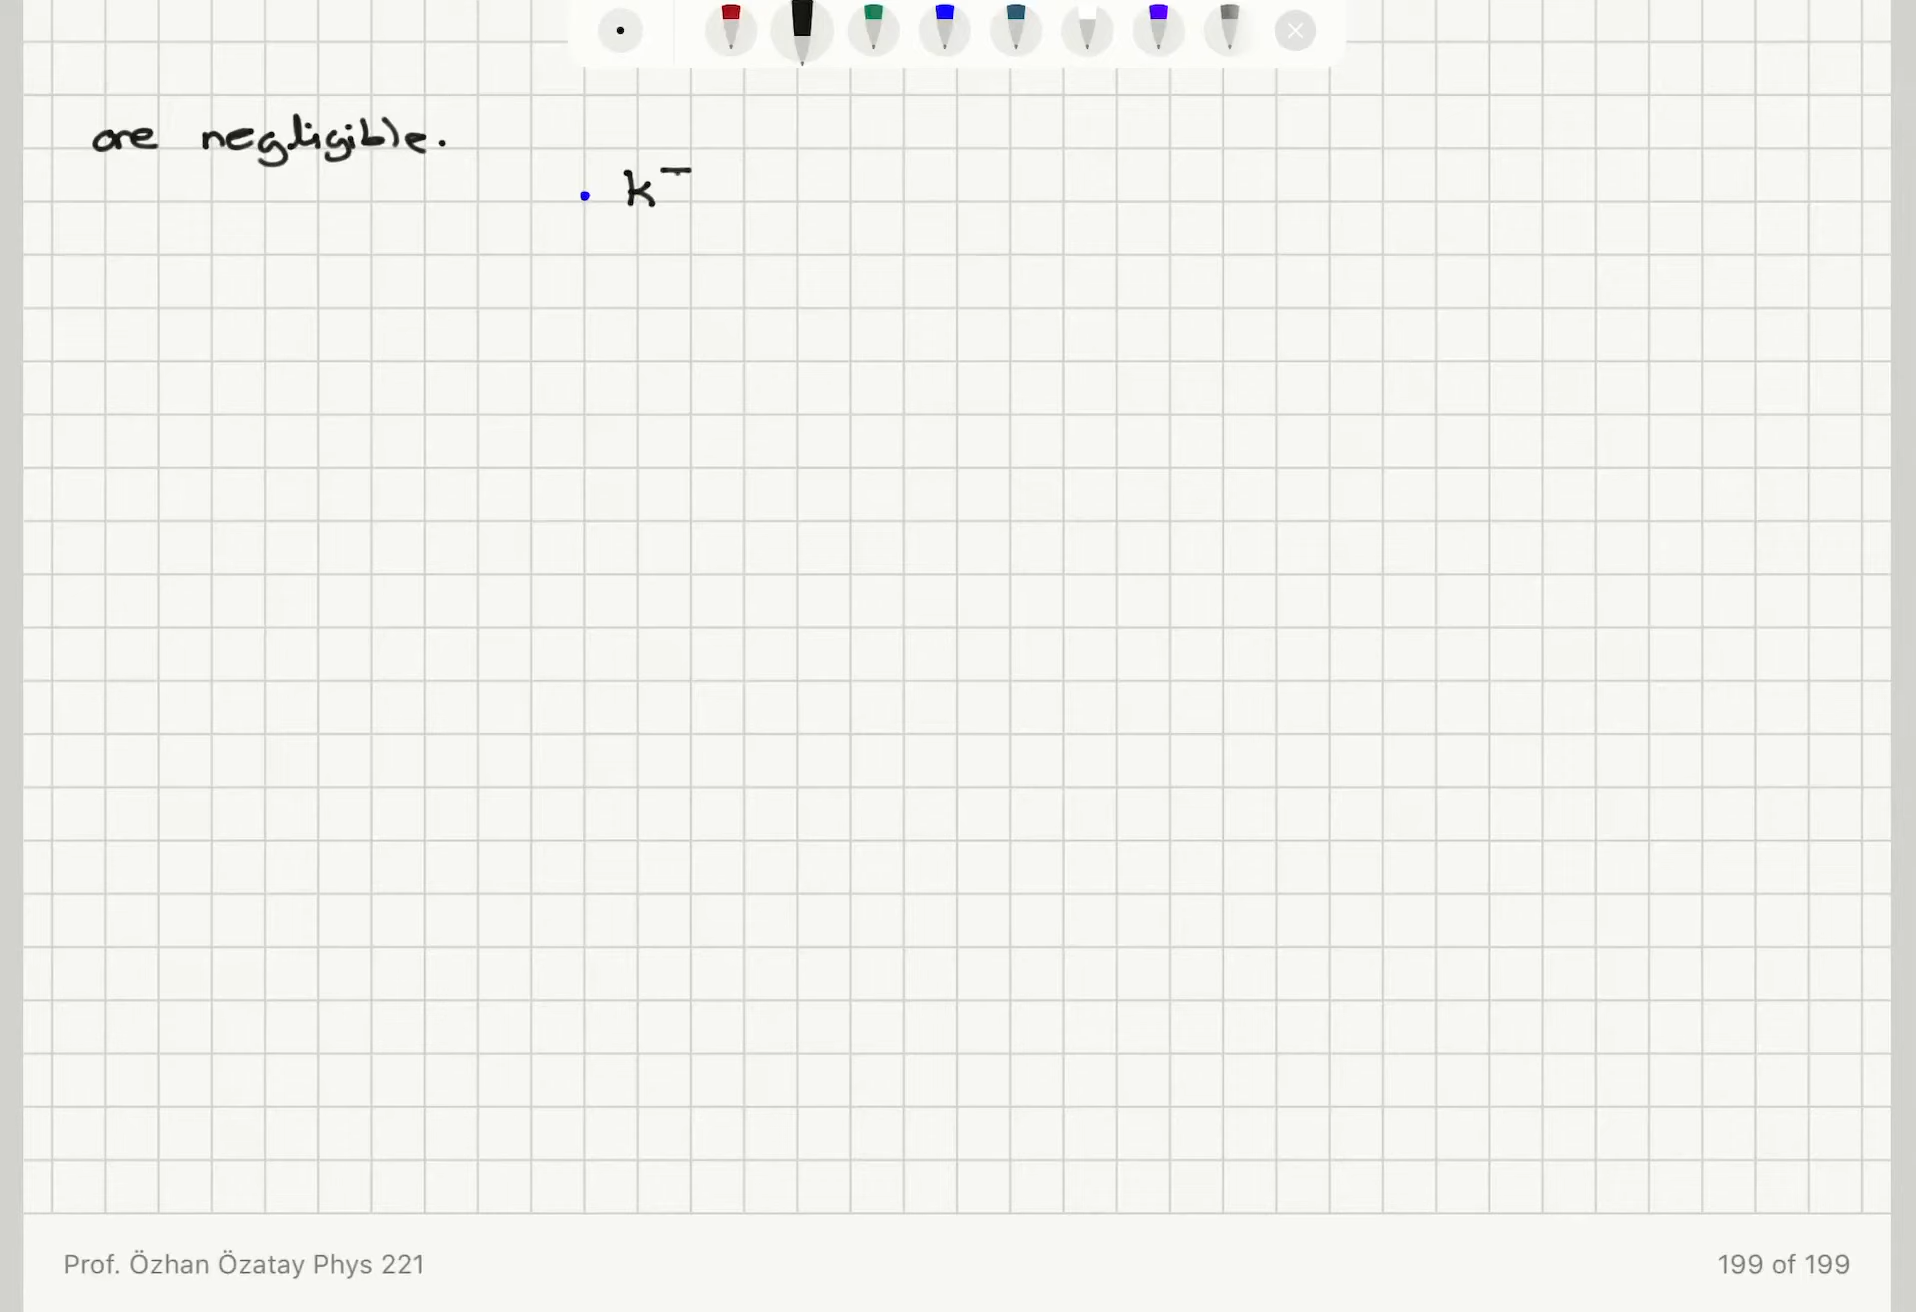 are negligible.
• K⁻
Prof. Özhan Özatay Phys 221
199 of 199